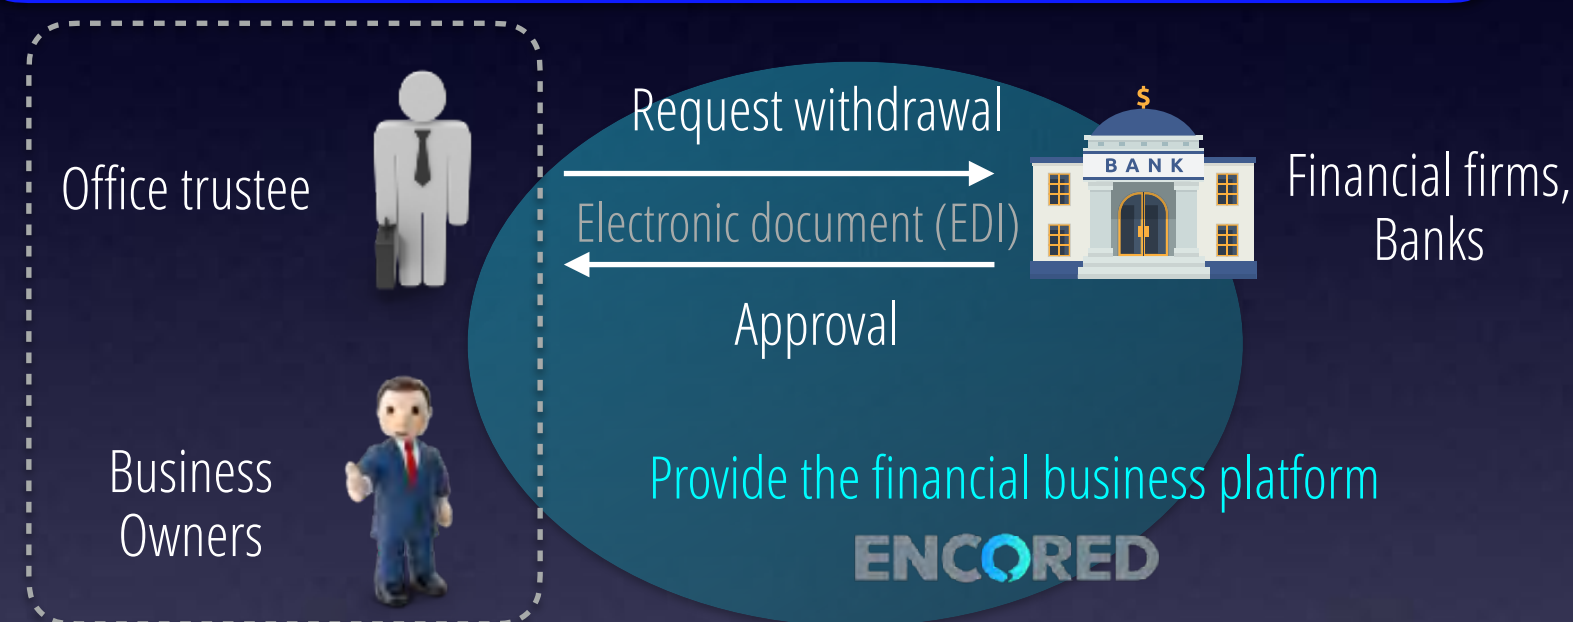 Office trustee
Request withdrawal
Electronic document (EDI)
Approval
$
BANK
Financial firms,
Banks
Business
Owners
Provide the financial business platform
ENCORED